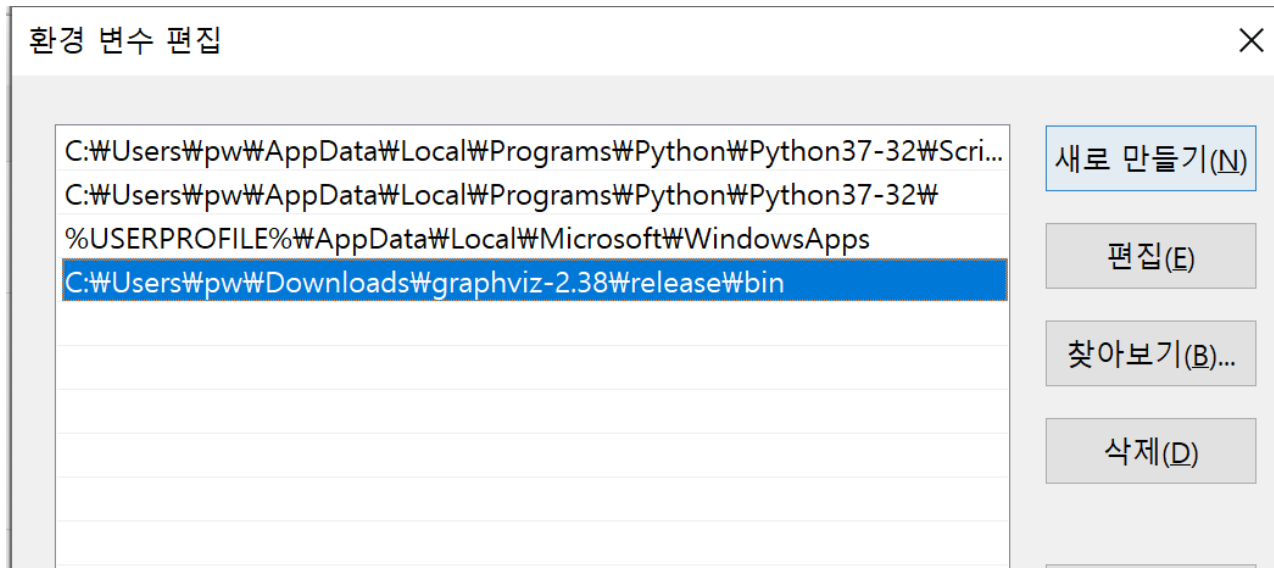 환경 변수 편집
C:₩Users₩pw₩AppData₩Local₩Programs₩Python₩Python37-32₩Scri...
C:₩Users₩pw₩AppData₩Local₩Programs₩Python₩Python37-32₩
%USERPROFILE%₩AppData₩Local₩Microsoft₩WindowsApps
C:₩Users₩pw₩Downloads₩graphviz-2.38₩release₩bin
새로 만들기(N)
편집(E)
찾아보기(B)...
삭제(D)